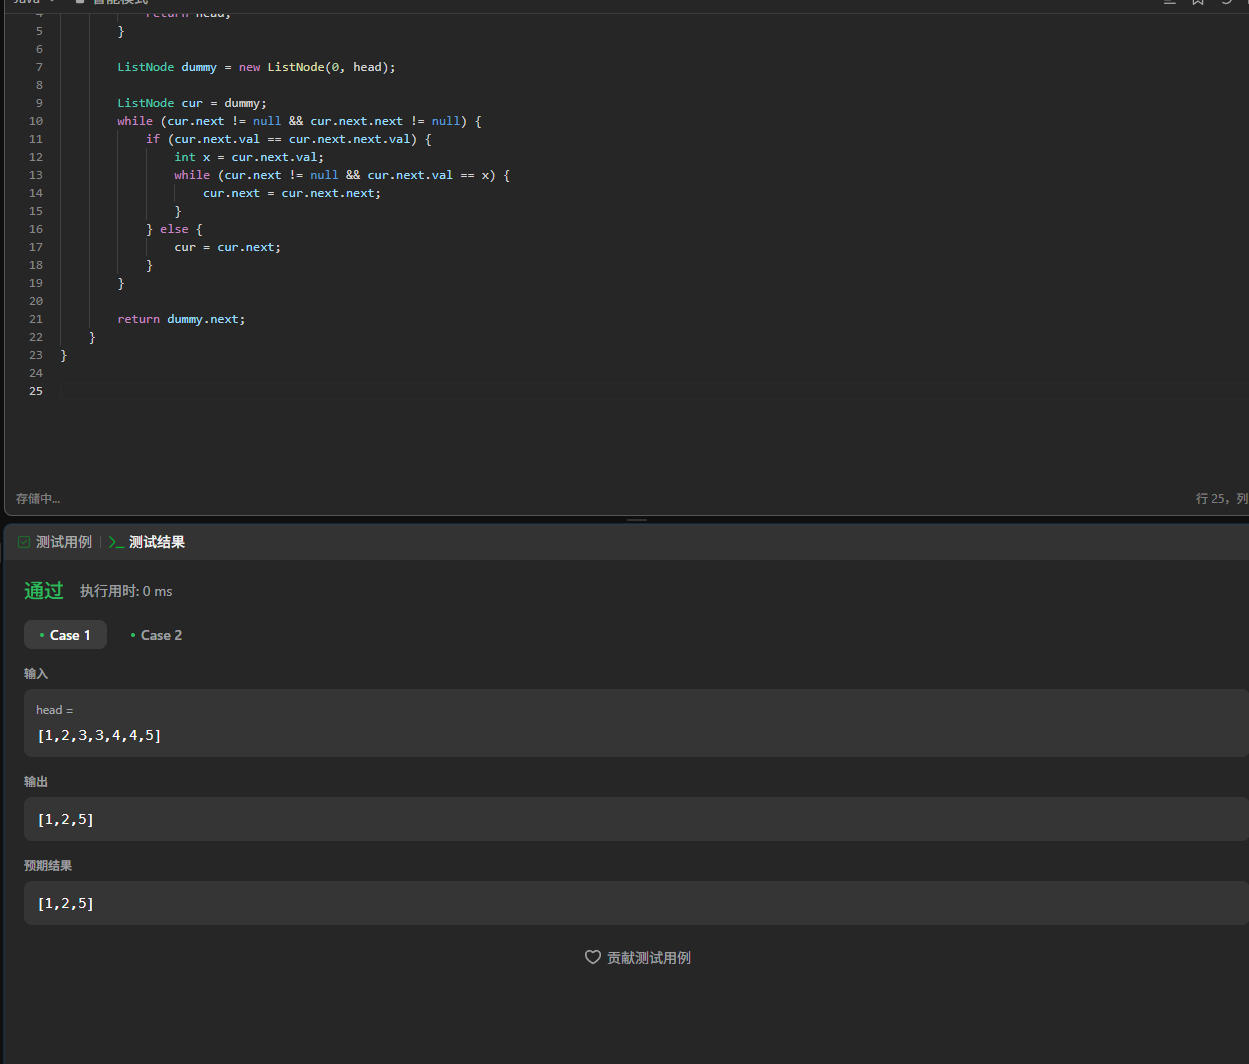 Java 智能模式
4 return head;
5 }
6
7 ListNode dummy = new ListNode(0, head);
8
9 ListNode cur = dummy;
10 while (cur.next != null && cur.next.next != null) {
11 if (cur.next.val == cur.next.next.val) {
12 int x = cur.next.val;
13 while (cur.next != null && cur.next.val == x) {
14 cur.next = cur.next.next;
15 }
16 } else {
17 cur = cur.next;
18 }
19 }
20
21 return dummy.next;
22 }
23 }
24
25
存储中... 行 25, 列
测试用例 | >_ 测试结果
通过 执行用时: 0 ms
• Case 1 • Case 2
输入
head =
[1,2,3,3,4,4,5]
输出
[1,2,5]
预期结果
[1,2,5]
贡献测试用例